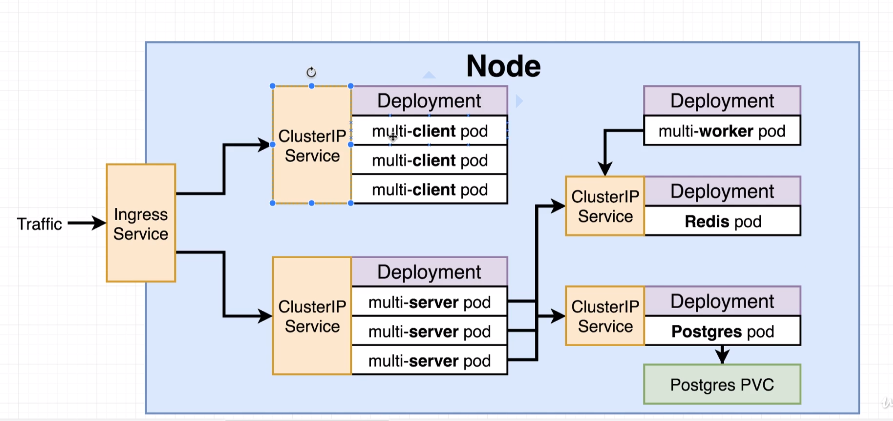 Node
Traffic
Ingress
Service
ClusterIP
Service
Deployment
multi-client pod
multi-client pod
multi-client pod
ClusterIP
Service
Deployment
multi-server pod
multi-server pod
multi-server pod
Deployment
multi-worker pod
ClusterIP
Service
Deployment
Redis pod
ClusterIP
Service
Deployment
Postgres pod
Postgres PVC